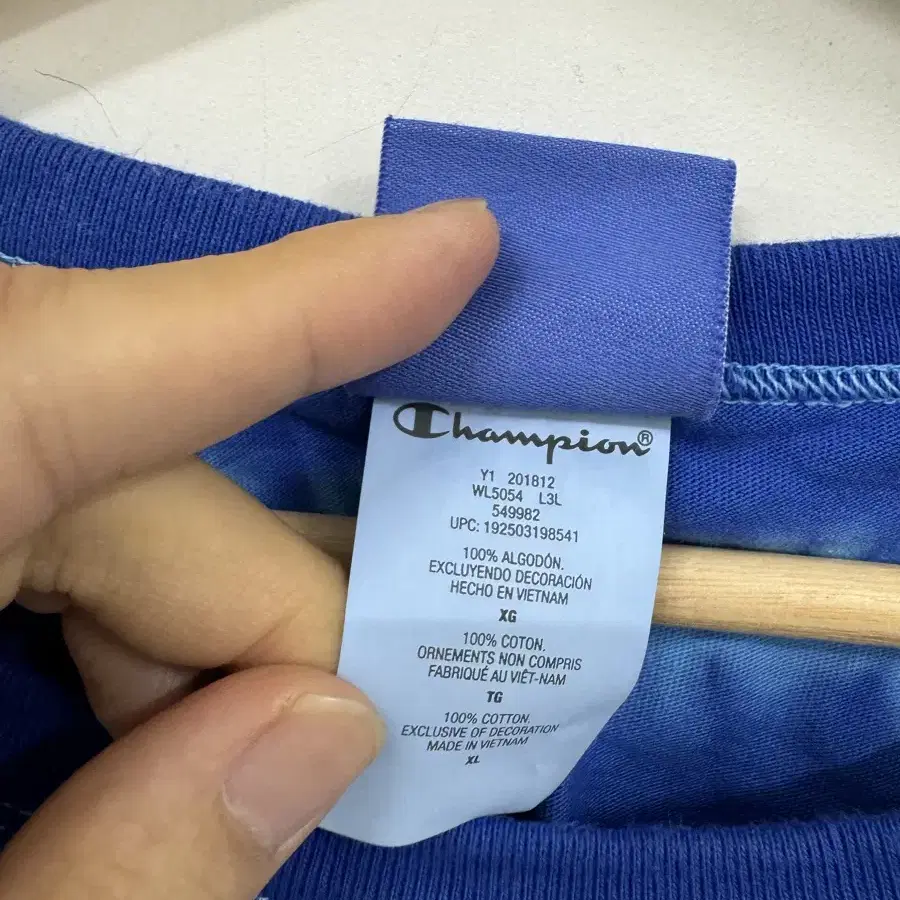 Champion®
Y1 201812
WL5054 L3L
549982
UPC: 192503198541
100% ALGODÓN.
EXCLUYENDO DECORACIÓN
HECHO EN VIETNAM
XG
100% COTON.
ORNEMENTS NON COMPRIS
FABRIQUÉ AU VIÊT-NAM
TG
100% COTTON.
EXCLUSIVE OF DECORATION
MADE IN VIETNAM
XL